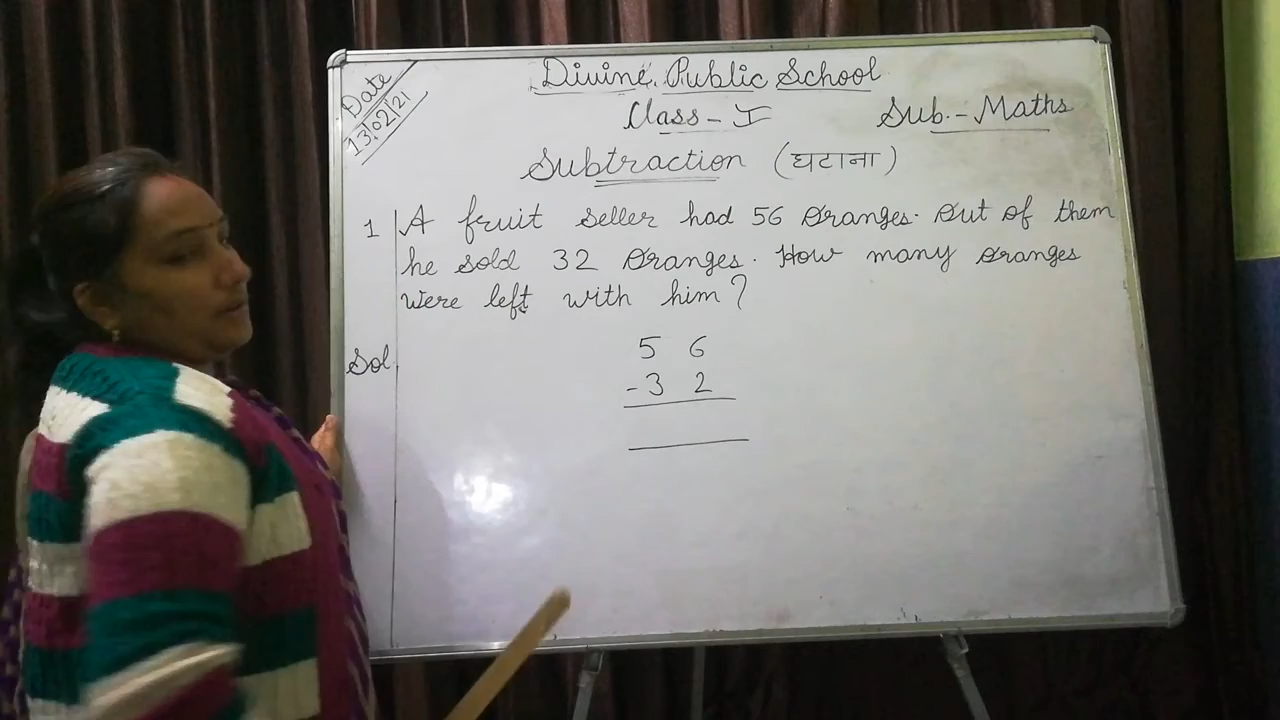 Date
13/02/21
Divine Public School
Class - I Sub. - Maths
Subtraction (घटाना)
1 A fruit seller had 56 Oranges. Out of them
he sold 32 Oranges. How many oranges
were left with him?
Sol. 5 6
- 3 2